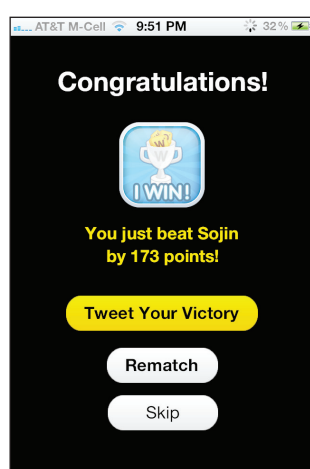 AT&T M-Cell 9:51 PM 32%
Congratulations!
W
I WIN!
You just beat Sojin
by 173 points!
Tweet Your Victory
Rematch
Skip